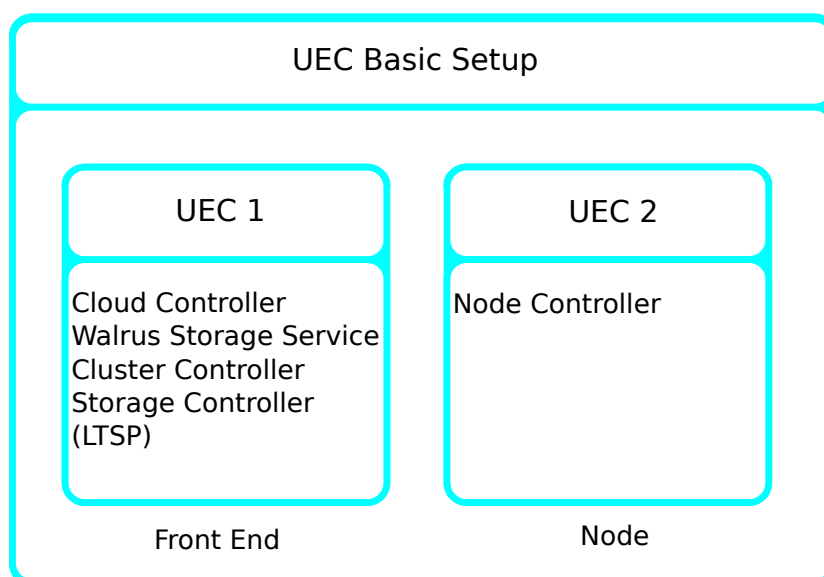 UEC Basic Setup
UEC 1
Cloud Controller
Walrus Storage Service
Cluster Controller
Storage Controller
(LTSP)
Front End
UEC 2
Node Controller
Node